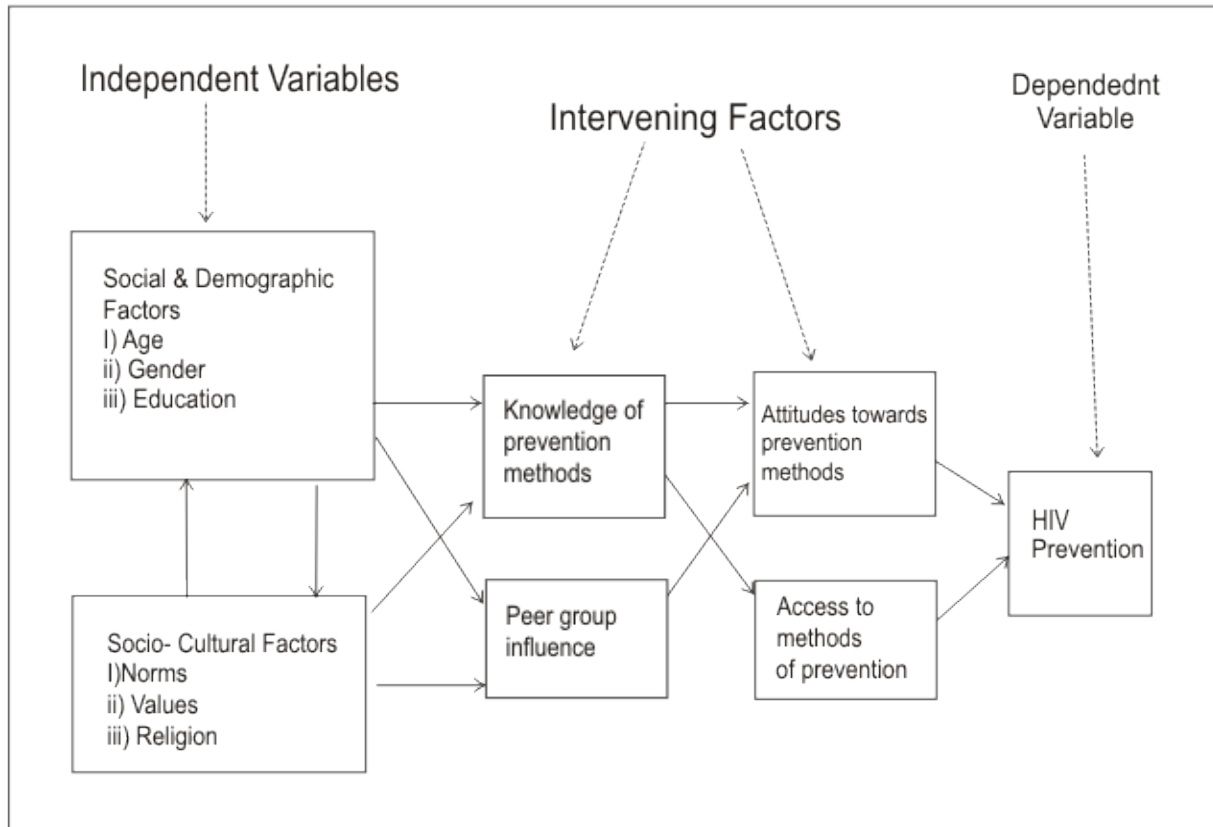 Independent Variables
Intervening Factors
Dependednt
Variable
Social & Demographic
Factors
I) Age
ii) Gender
iii) Education
Knowledge of
prevention
methods
Attitudes towards
prevention
methods
HIV
Prevention
Socio- Cultural Factors
I)Norms
ii) Values
iii) Religion
Peer group
influence
Access to
methods
of prevention